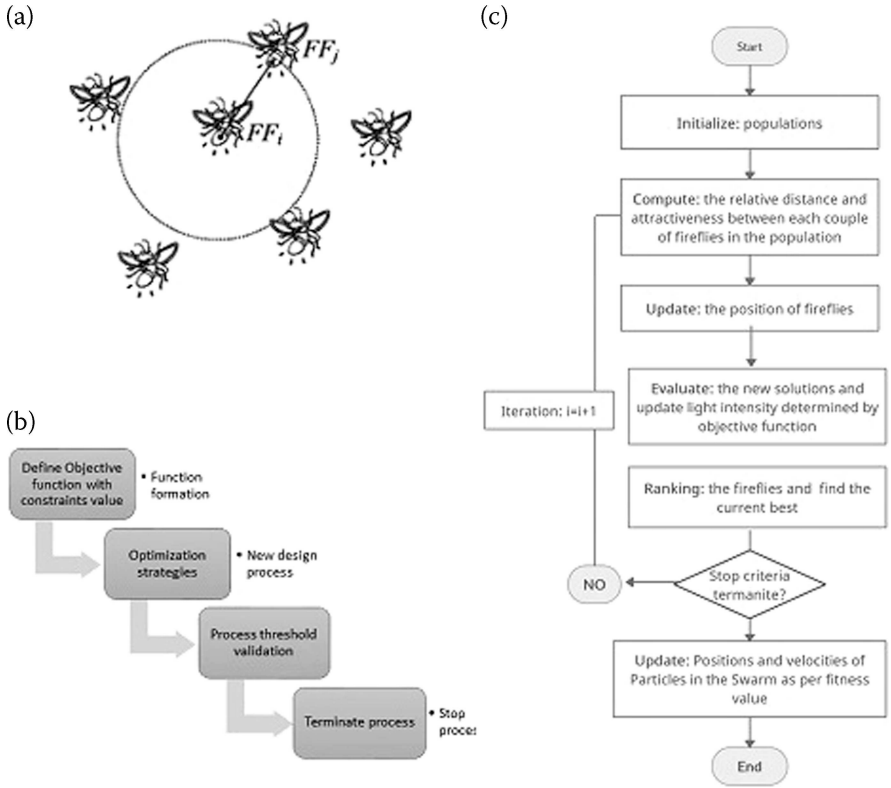 (a)
FFj
FFi
(b)
Define Objective
function with
constraints value
• Function
formation
Optimization
strategies
• New design
process
Process threshold
validation
Terminate process
• Stop
proces
(c)
Start
Initialize: populations
Compute: the relative distance and
attractiveness between each couple
of fireflies in the population
Update: the position of fireflies
Iteration: i=i+1
Evaluate: the new solutions and
update light intensity determined by
objective function
Ranking: the fireflies and find the
current best
NO
Stop criteria
termanite?
Update: Positions and velocities of
Particles in the Swarm as per fitness
value
End